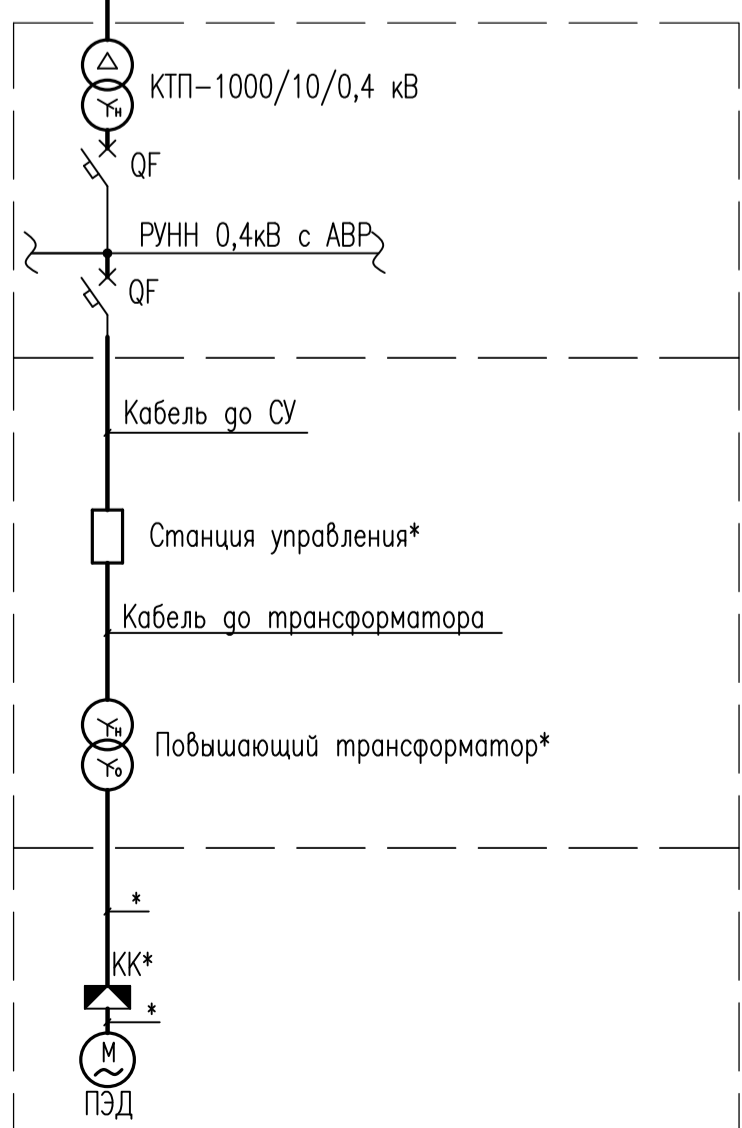 КТП-1000/10/0,4 кВ
н
QF
РУНН 0,4кВ с АВР
QF
Кабель до СУ
Станция управления*
Кабель до трансформатора
н
Повышающий трансформатор*
о
*
КК*
*
М
ПЭД